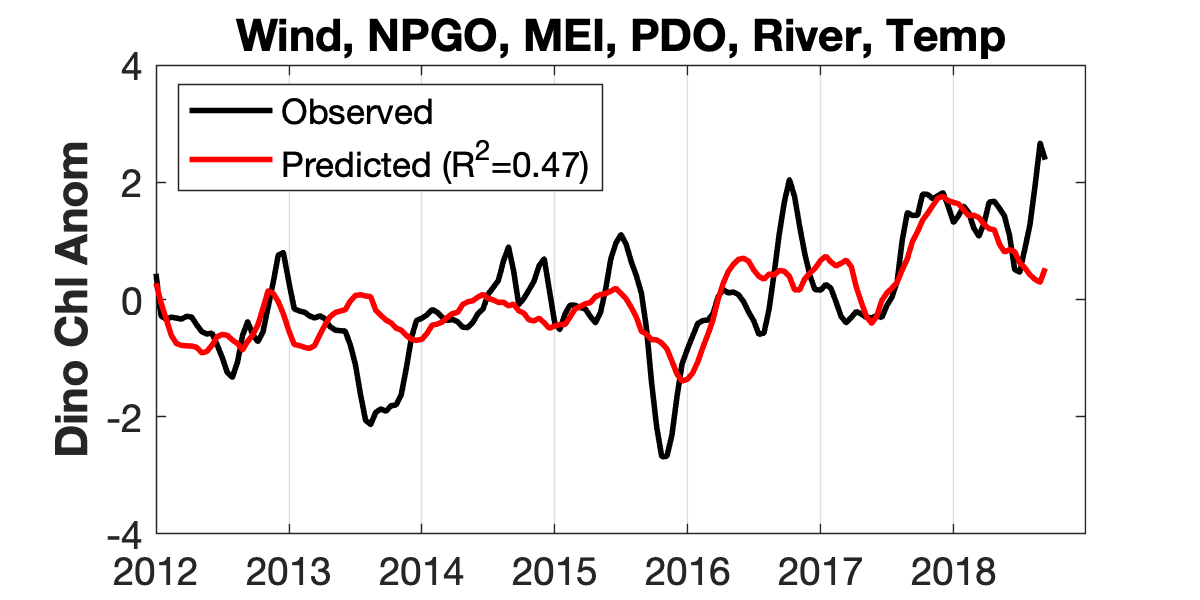 Wind, NPGO, MEI, PDO, River, Temp
4
Observed
Predicted (R²=0.47)
2
0
-2
-4
Dino Chl Anom
2012 2013 2014 2015 2016 2017 2018